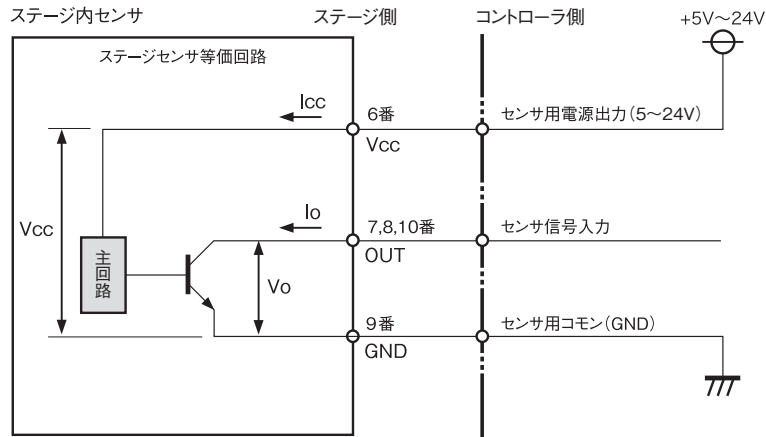 ステージ内センサ
ステージ側
コントローラ側
+5V～24V
ステージセンサ等価回路
Icc
6番
センサ用電源出力(5～24V)
Vcc
Vcc
Io
7,8,10番
センサ信号入力
OUT
主回路
Vo
9番
センサ用コモン(GND)
GND